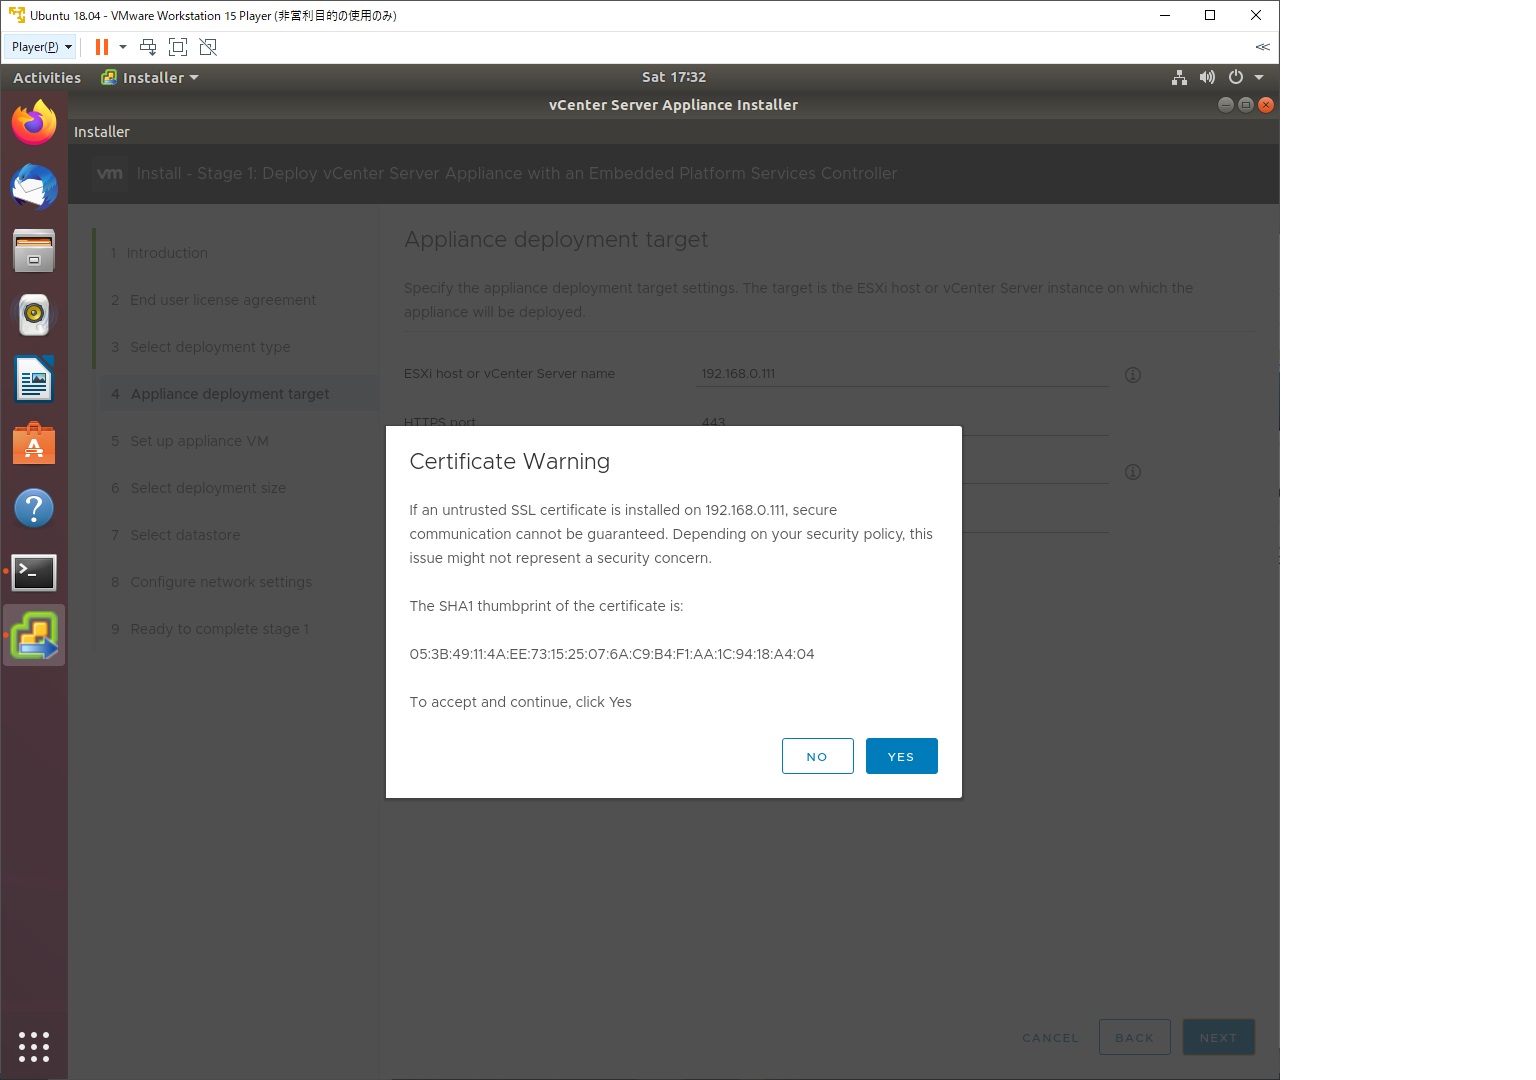 Ubuntu 18.04 - VMware Workstation 15 Player (非営利目的の使用のみ)
Player(P)
Activities
Installer
Sat 17:32
vCenter Server Appliance Installer
Installer
vm
Install - Stage 1: Deploy vCenter Server Appliance with an Embedded Platform Services Controller
1 Introduction
2 End user license agreement
3 Select deployment type
4 Appliance deployment target
5 Set up appliance VM
6 Select deployment size
7 Select datastore
8 Configure network settings
9 Ready to complete stage 1
Appliance deployment target
Specify the appliance deployment target settings. The target is the ESXi host or vCenter Server instance on which the
appliance will be deployed.
ESXi host or vCenter Server name
192.168.0.111
HTTPS port
443
Certificate Warning
If an untrusted SSL certificate is installed on 192.168.0.111, secure
communication cannot be guaranteed. Depending on your security policy, this
issue might not represent a security concern.
The SHA1 thumbprint of the certificate is:
05:3B:49:11:4A:EE:73:15:25:07:6A:C9:B4:F1:AA:1C:94:18:A4:04
To accept and continue, click Yes
NO
YES
CANCEL
BACK
NEXT